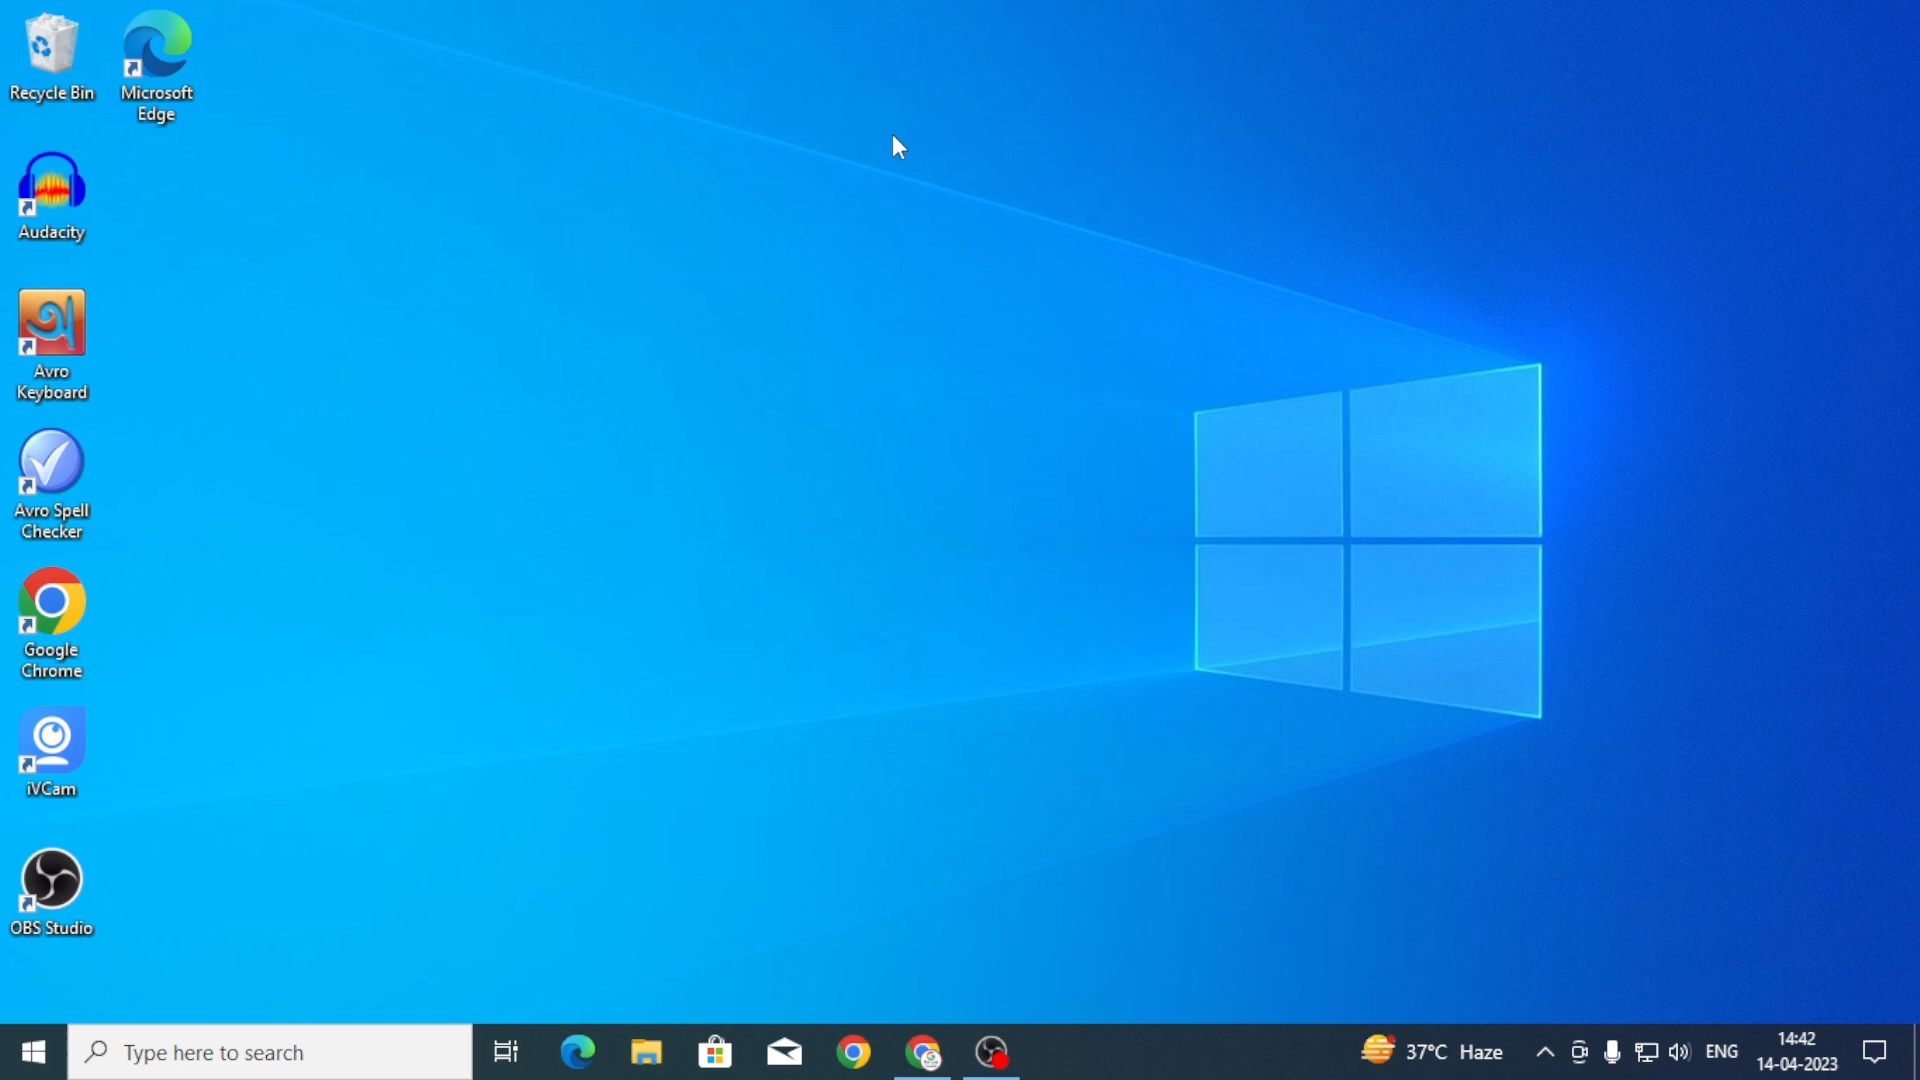 Recycle Bin
Microsoft
Edge
Audacity
Avro
Keyboard
Avro Spell
Checker
Google
Chrome
iVCam
OBS Studio
Type here to search
37°C Haze
ENG
14:42
14-04-2023